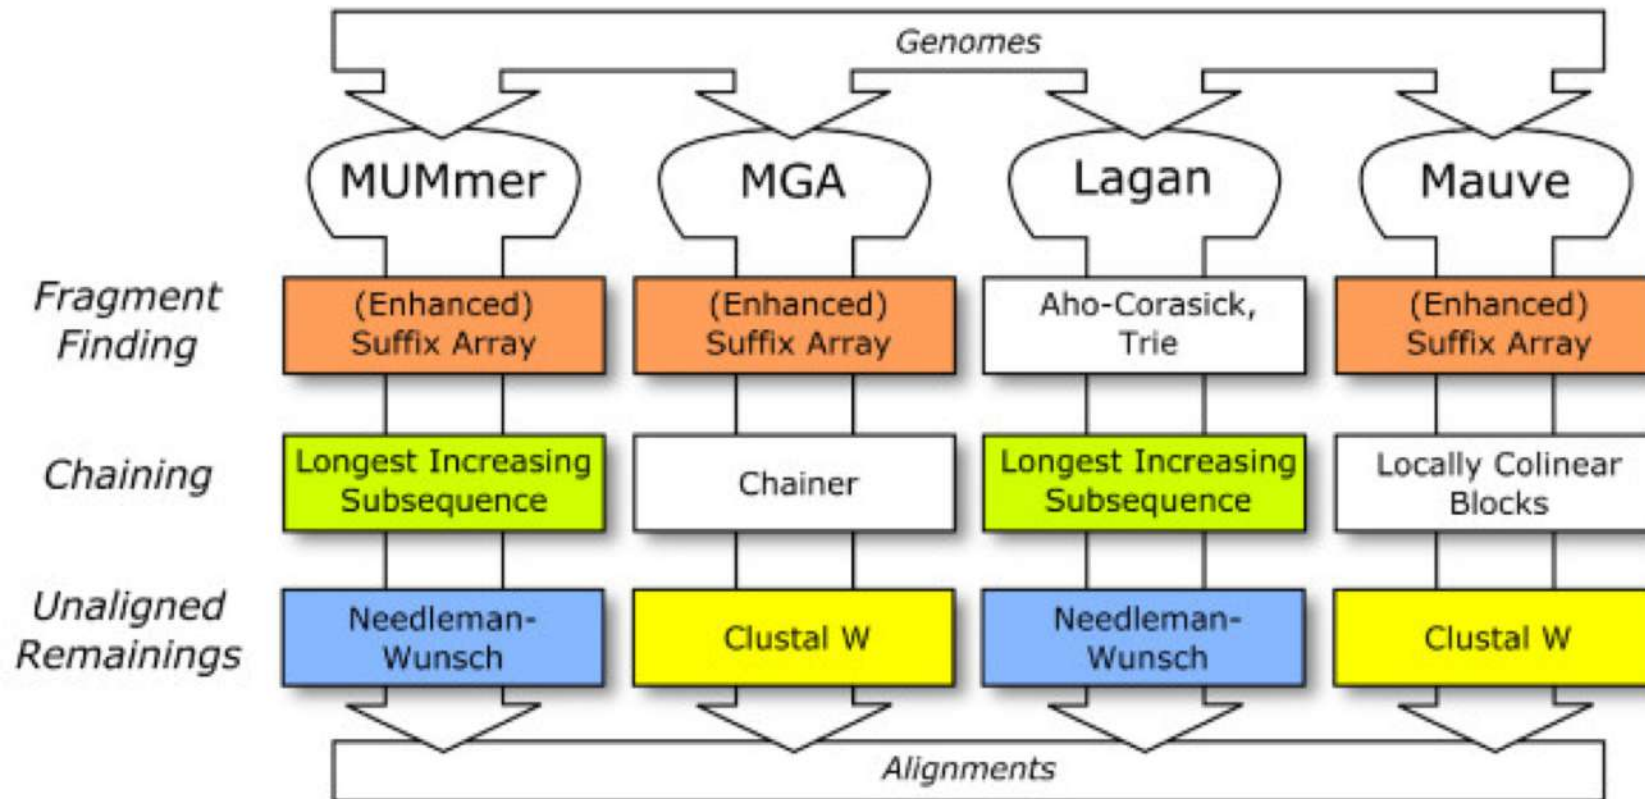 Genomes
MUMmer
MGA
Lagan
Mauve
Fragment
Finding
(Enhanced)
Suffix Array
(Enhanced)
Suffix Array
Aho-Corasick,
Trie
(Enhanced)
Suffix Array
Chaining
Longest Increasing
Subsequence
Chainer
Longest Increasing
Subsequence
Locally Colinear
Blocks
Unaligned
Remainings
Needleman-
Wunsch
Clustal W
Needleman-
Wunsch
Clustal W
Alignments